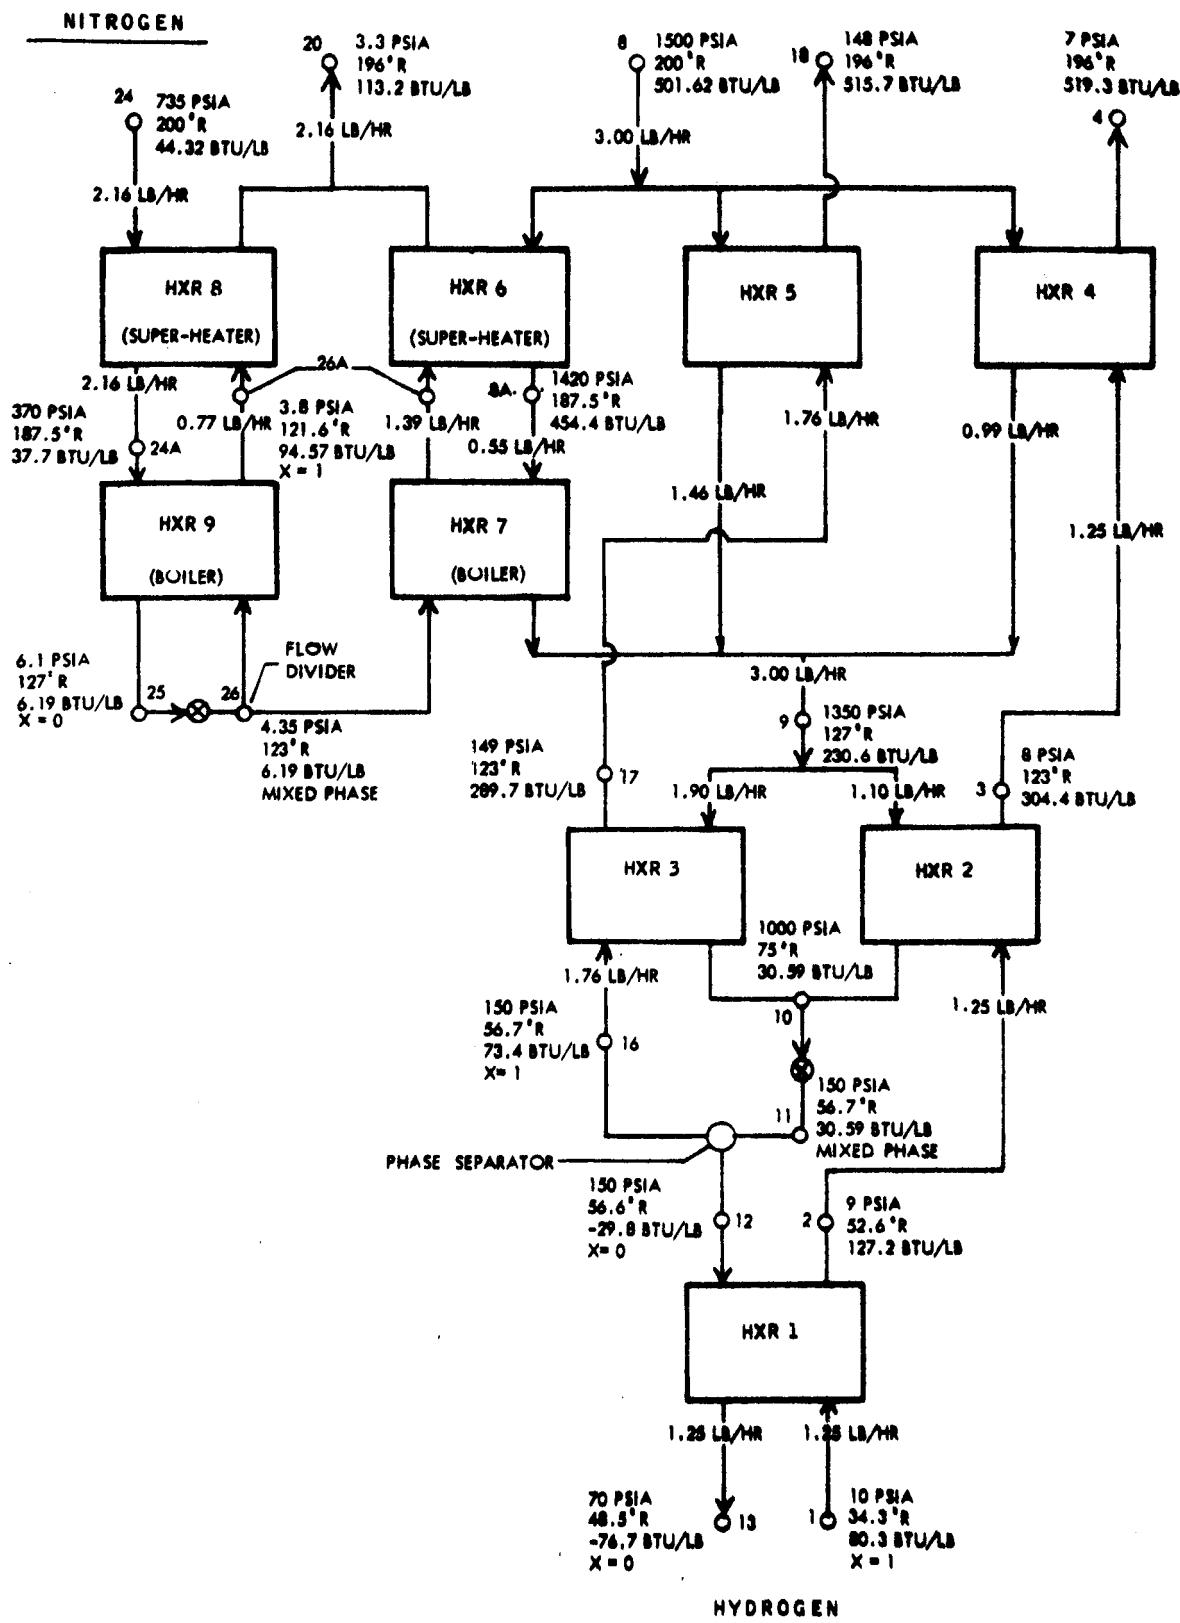 NITROGEN
20
3.3 PSIA
196°R
113.2 BTU/LB
8
1500 PSIA
200°R
501.62 BTU/LB
18
148 PSIA
196°R
515.7 BTU/LB
7 PSIA
196°R
519.3 BTU/LB
4
24
735 PSIA
200°R
44.32 BTU/LB
2.16 LB/HR
3.00 LB/HR
2.16 LB/HR
HXR 8
(SUPER-HEATER)
HXR 6
(SUPER-HEATER)
HXR 5
HXR 4
2.16 LB/HR
26A
8A
1420 PSIA
187.5°R
454.4 BTU/LB
370 PSIA
187.5°R
37.7 BTU/LB
24A
0.77 LB/HR
3.8 PSIA
121.6°R
94.57 BTU/LB
X = 1
1.39 LB/HR
0.55 LB/HR
1.76 LB/HR
0.99 LB/HR
HXR 9
(BOILER)
HXR 7
(BOILER)
1.46 LB/HR
1.25 LB/HR
FLOW
DIVIDER
6.1 PSIA
127°R
6.19 BTU/LB
X = 0
25
26
4.35 PSIA
123°R
6.19 BTU/LB
MIXED PHASE
3.00 LB/HR
9
1350 PSIA
127°R
230.6 BTU/LB
149 PSIA
123°R
289.7 BTU/LB
17
1.90 LB/HR
1.10 LB/HR
3
8 PSIA
123°R
304.4 BTU/LB
HXR 3
HXR 2
1000 PSIA
75°R
30.59 BTU/LB
1.76 LB/HR
10
1.25 LB/HR
150 PSIA
56.7°R
73.4 BTU/LB
X= 1
16
11
150 PSIA
56.7°R
30.59 BTU/LB
MIXED PHASE
PHASE SEPARATOR
150 PSIA
56.6°R
-29.8 BTU/LB
X= 0
12
2
9 PSIA
52.6°R
127.2 BTU/LB
HXR 1
1.25 LB/HR
1.25 LB/HR
70 PSIA
48.5°R
-76.7 BTU/LB
X = 0
13
1
10 PSIA
34.3°R
80.3 BTU/LB
X = 1
HYDROGEN